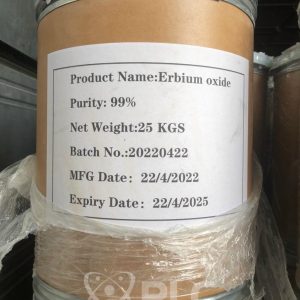 Product Name:Erbium oxide
Purity: 99%
Net Weight:25 KGS
Batch No.:20220422
MFG Date: 22/4/2022
Expiry Date: 22/4/2025